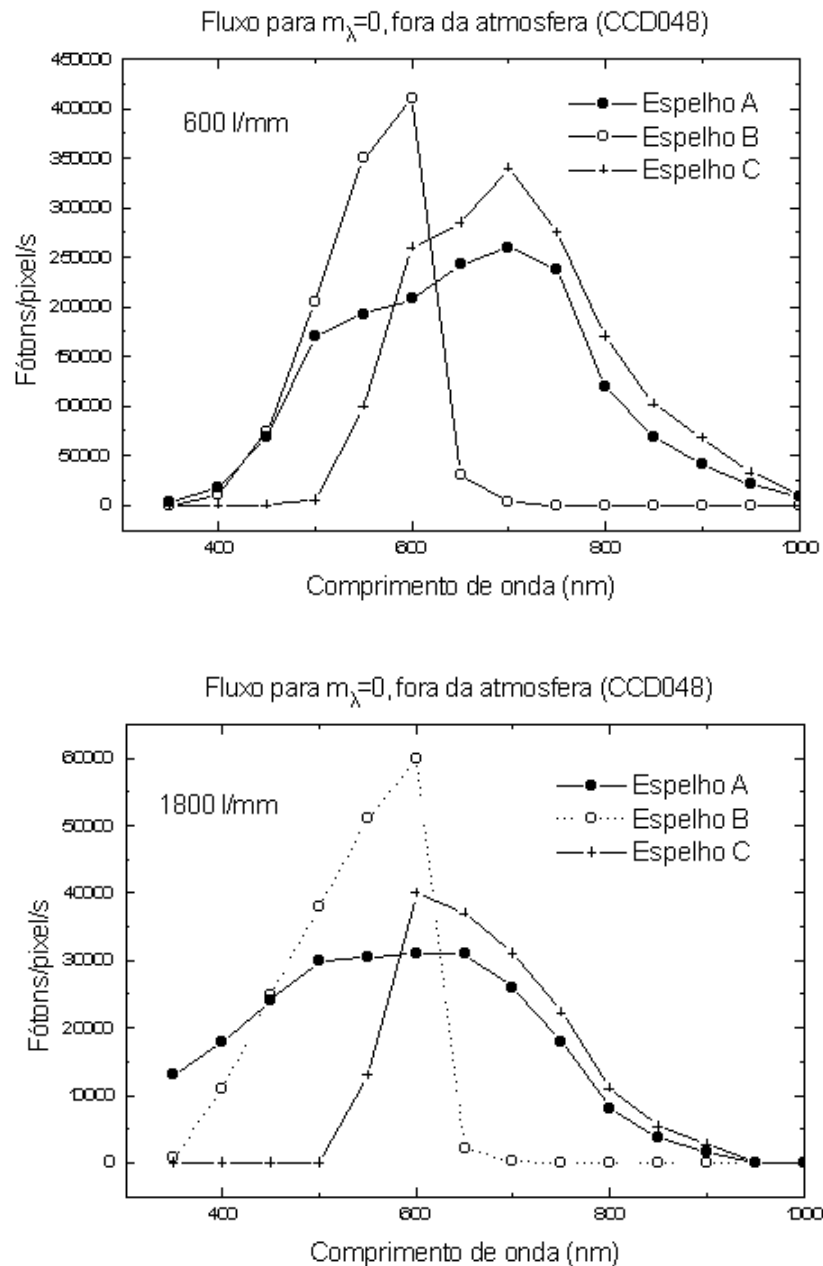 Fluxo para mλ=0, fora da atmosfera (CCD048)
450000
400000
350000
300000
250000
200000
150000
100000
50000
0
Fótons/pixel/s
600 l/mm
Espelho A
Espelho B
Espelho C
400 600 800 1000
Comprimento de onda (nm)
Fluxo para mλ=0, fora da atmosfera (CCD048)
60000
50000
40000
30000
20000
10000
0
Fótons/pixel/s
1800 l/mm
Espelho A
Espelho B
Espelho C
400 600 800 1000
Comprimento de onda (nm)